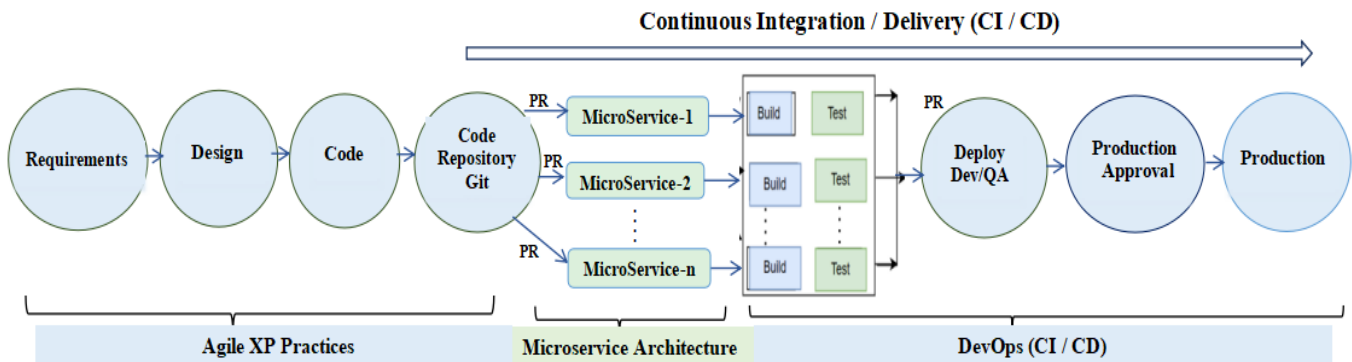 Continuous Integration / Delivery (CI / CD)
Requirements
Design
Code
Code
Repository
Git
PR
PR
PR
MicroService-1
MicroService-2
MicroService-n
Build
Test
Build
Test
Build
Test
PR
Deploy
Dev/QA
Production
Approval
Production
Agile XP Practices
Microservice Architecture
DevOps (CI / CD)